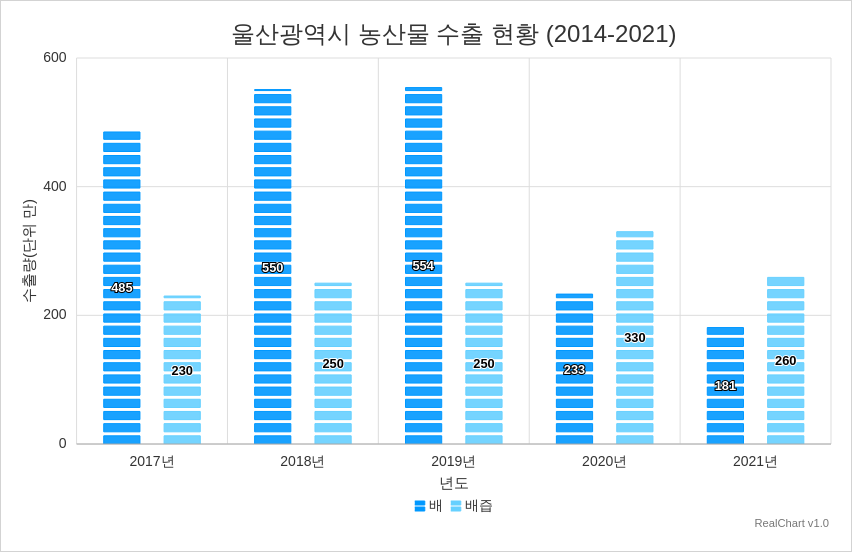 울산광역시 농산물 수출 현황 (2014-2021)
수출량(단위 만)
600
400
200
0
485
230
550
250
554
250
233
330
181
260
2017년
2018년
2019년
2020년
2021년
년도
배
배즙
RealChart v1.0